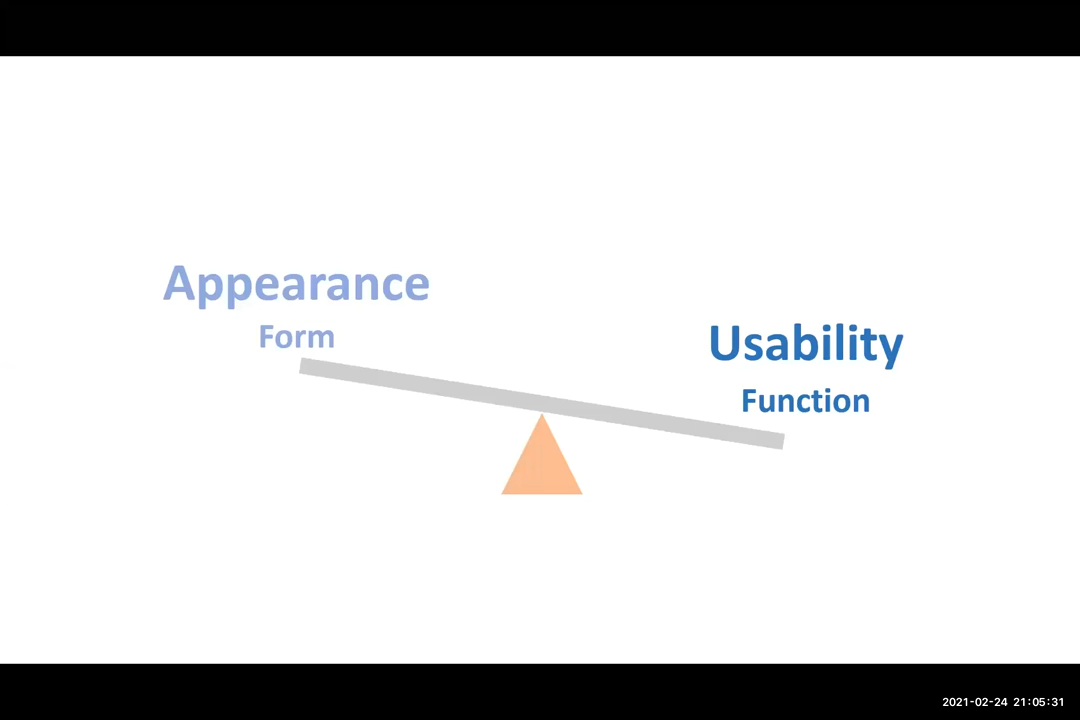 Appearance
Form
Usability
Function
2021-02-24 21:05:31